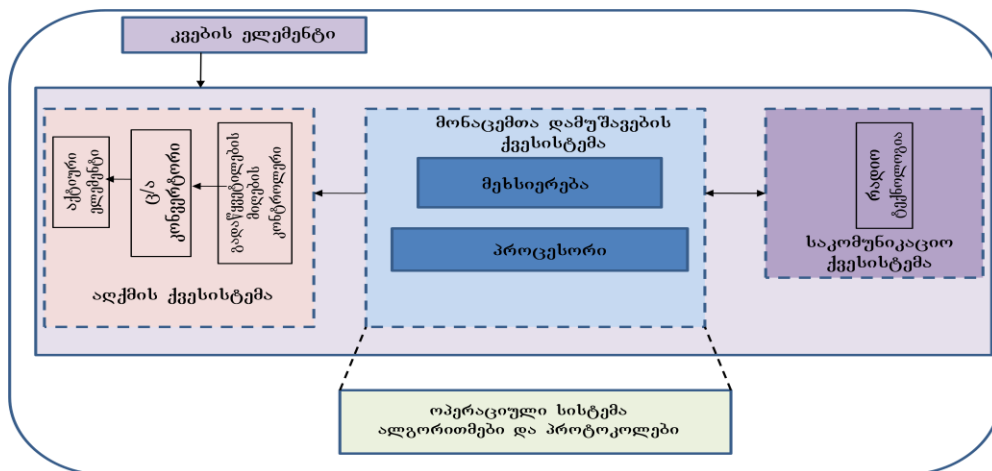 კვების ელემენტი
აქტიური
ელემენტი
ც/ა
კონვერტორი
გადაწყვეტილების
მიღების
კონტროლერი
აღქმის ქვესისტემა
მონაცემთა დამუშავების
ქვესისტემა
მეხსიერება
პროცესორი
რადიო
ტექნოლოგია
საკომუნიკაციო
ქვესისტემა
ოპერაციული სისტემა
ალგორითმები და პროტოკოლები